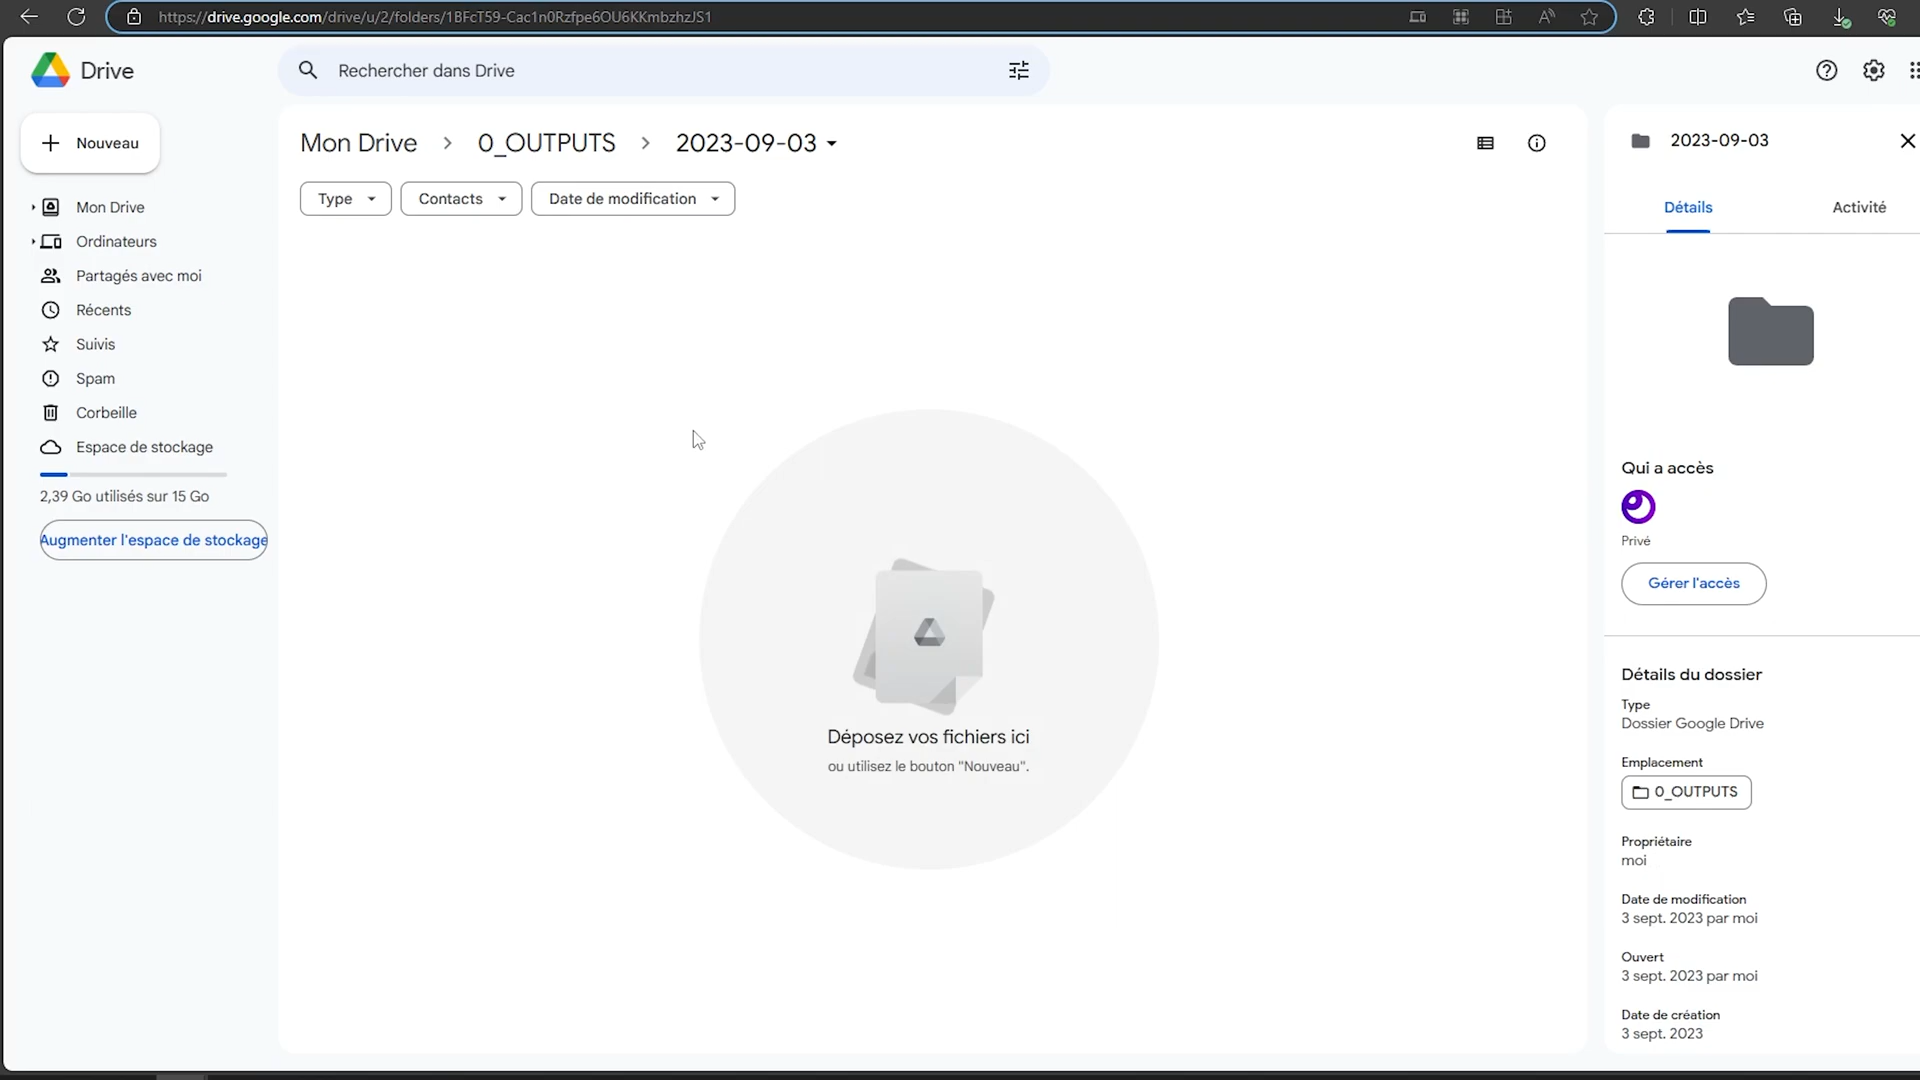 https://drive.google.com/drive/u/2/folders/1BFcT59-Cac1n0Rzfpe6OU6KKmbzhzJS1
Drive
Rechercher dans Drive
Nouveau
Mon Drive
Ordinateurs
Partagés avec moi
Récents
Suivis
Spam
Corbeille
Espace de stockage
2,39 Go utilisés sur 15 Go
Augmenter l'espace de stockage
Mon Drive > 0_OUTPUTS > 2023-09-03
Type
Contacts
Date de modification
Déposez vos fichiers ici
ou utilisez le bouton "Nouveau".
2023-09-03
Détails
Activité
Qui a accès
Privé
Gérer l'accès
Détails du dossier
Type
Dossier Google Drive
Emplacement
0_OUTPUTS
Propriétaire
moi
Date de modification
3 sept. 2023 par moi
Ouvert
3 sept. 2023 par moi
Date de création
3 sept. 2023